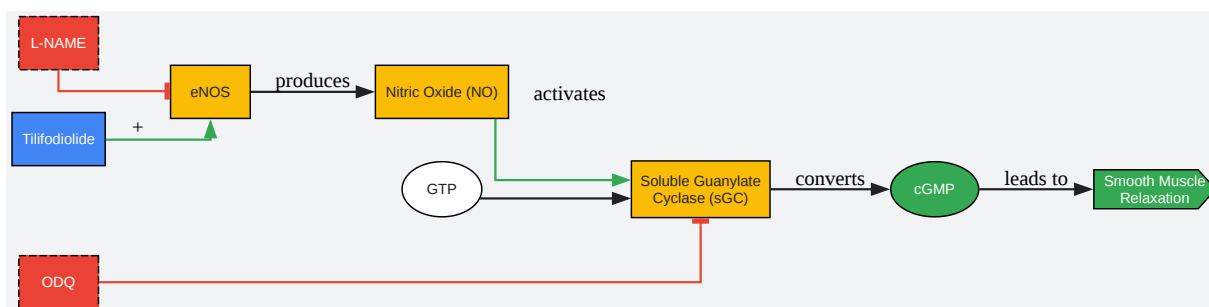 L-NAME
eNOS
produces
Nitric Oxide (NO)
activates
Tilifodiolide
+
GTP
Soluble Guanylate
Cyclase (sGC)
converts
cGMP
leads to
Smooth Muscle
Relaxation
ODQ